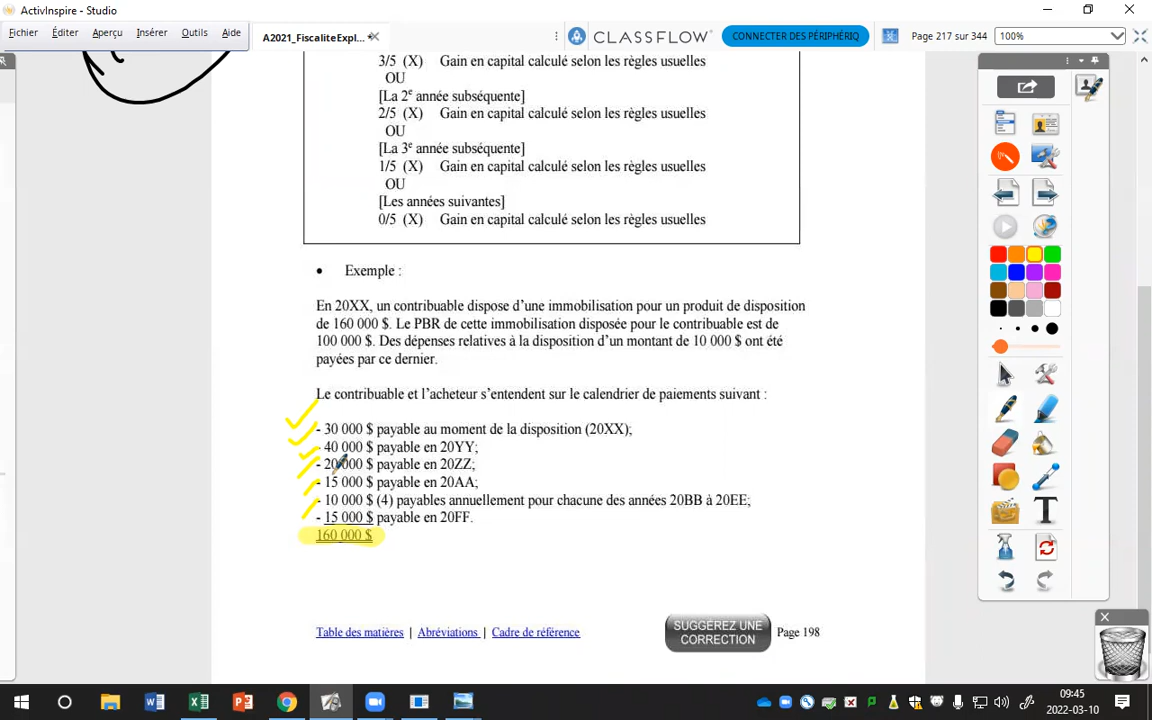 ActivInspire - Studio
Fichier Éditer Aperçu Insérer Outils Aide
A2021_FiscaliteExpl...
CLASSFLOW
CONNECTER DES PÉRIPHÉRIQ
Page 217 sur 344
100%
3/5 (X) Gain en capital calculé selon les règles usuelles
OU
[La 2e année subséquente]
2/5 (X) Gain en capital calculé selon les règles usuelles
OU
[La 3e année subséquente]
1/5 (X) Gain en capital calculé selon les règles usuelles
OU
[Les années suivantes]
0/5 (X) Gain en capital calculé selon les règles usuelles
• Exemple :
En 20XX, un contribuable dispose d'une immobilisation pour un produit de disposition
de 160 000 $. Le PBR de cette immobilisation disposée pour le contribuable est de
100 000 $. Des dépenses relatives à la disposition d'un montant de 10 000 $ ont été
payées par ce dernier.
Le contribuable et l'acheteur s'entendent sur le calendrier de paiements suivant :
- 30 000 $ payable au moment de la disposition (20XX);
- 40 000 $ payable en 20YY;
- 20 000 $ payable en 20ZZ;
- 15 000 $ payable en 20AA;
- 10 000 $ (4) payables annuellement pour chacune des années 20BB à 20EE;
- 15 000 $ payable en 20FF.
160 000 $
Table des matières | Abréviations | Cadre de référence
SUGGÉREZ UNE
CORRECTION
Page 198
09:45
2022-03-10